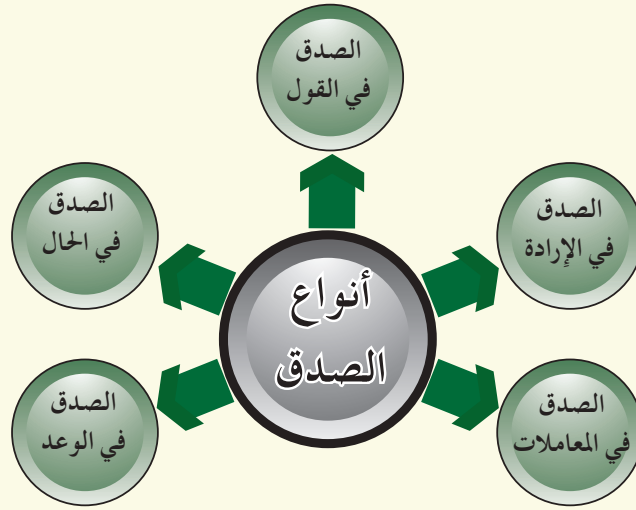 الصدق
في القول
الصدق
في الإرادة
الصدق
في الحال
أنواع
الصدق
الصدق
في المعاملات
الصدق
في الوعد